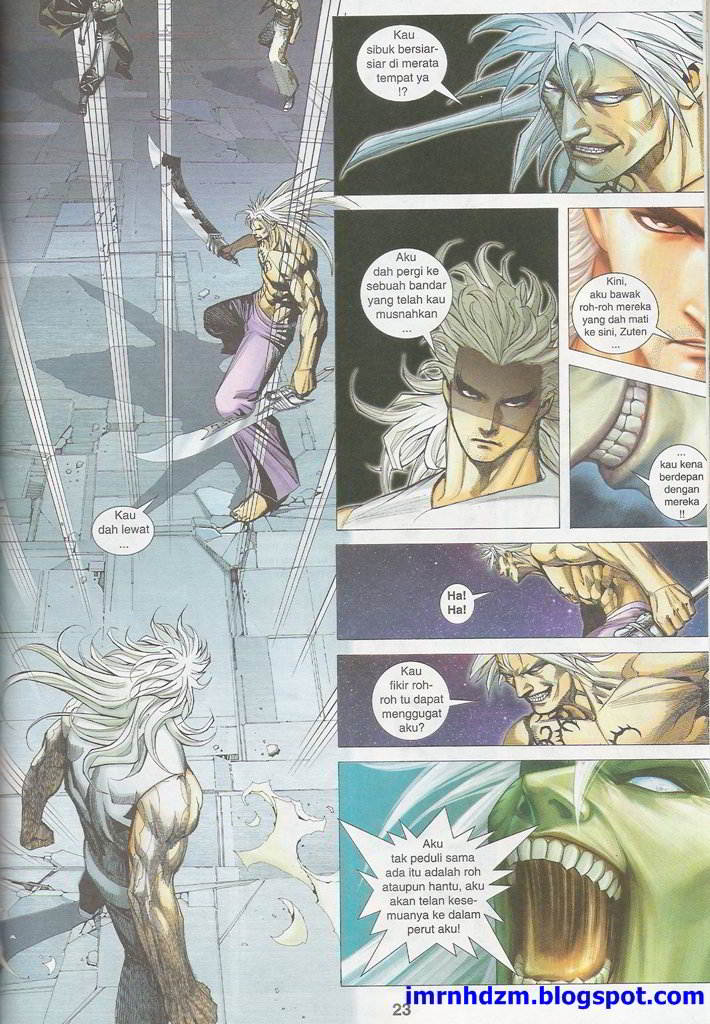 Kau
dah lewat
...
Kau
sibuk bersiar-
siar di merata
tempat ya
!?
Aku
dah pergi ke
sebuah bandar
yang telah kau
musnahkan
...
Kini,
aku bawak
roh-roh mereka
yang dah mati
ke sini, Zuten
...
...
kau kena
berdepan
dengan
mereka
!!
Ha!
Ha!
Kau
fikir roh-
roh tu dapat
menggugat
aku?
Aku
tak peduli sama
ada itu adalah roh
ataupun hantu, aku
akan telan kese-
muanya ke dalam
perut aku!
23
jmrnhdzm.blogspot.com